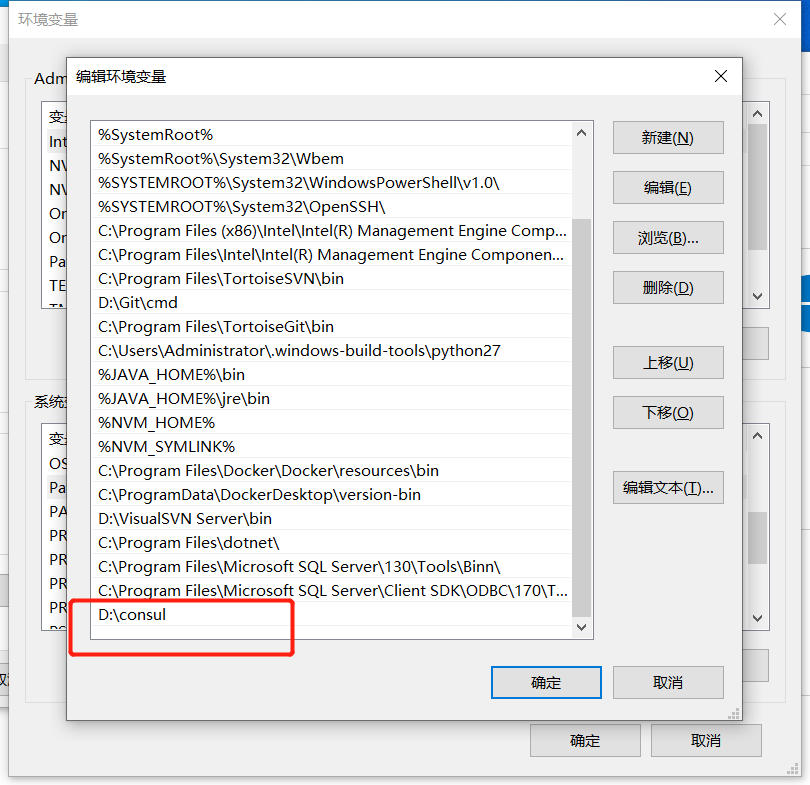 环境变量
编辑环境变量
Adm
变量
Int
NV
NV
Or
Or
Pa
TE
系统变
变量
OS
Pa
PA
PR
PR
PR
PR
%SystemRoot%
%SystemRoot%\System32\Wbem
%SYSTEMROOT%\System32\WindowsPowerShell\v1.0\
%SYSTEMROOT%\System32\OpenSSH\
C:\Program Files (x86)\Intel\Intel(R) Management Engine Comp...
C:\Program Files\Intel\Intel(R) Management Engine Componen...
C:\Program Files\TortoiseSVN\bin
D:\Git\cmd
C:\Program Files\TortoiseGit\bin
C:\Users\Administrator\.windows-build-tools\python27
%JAVA_HOME%\bin
%JAVA_HOME%\jre\bin
%NVM_HOME%
%NVM_SYMLINK%
C:\Program Files\Docker\Docker\resources\bin
C:\ProgramData\DockerDesktop\version-bin
D:\VisualSVN Server\bin
C:\Program Files\dotnet\
C:\Program Files\Microsoft SQL Server\130\Tools\Binn\
C:\Program Files\Microsoft SQL Server\Client SDK\ODBC\170\T...
D:\consul
新建(N)
编辑(E)
浏览(B)...
删除(D)
上移(U)
下移(O)
编辑文本(T)...
确定
取消
确定
取消